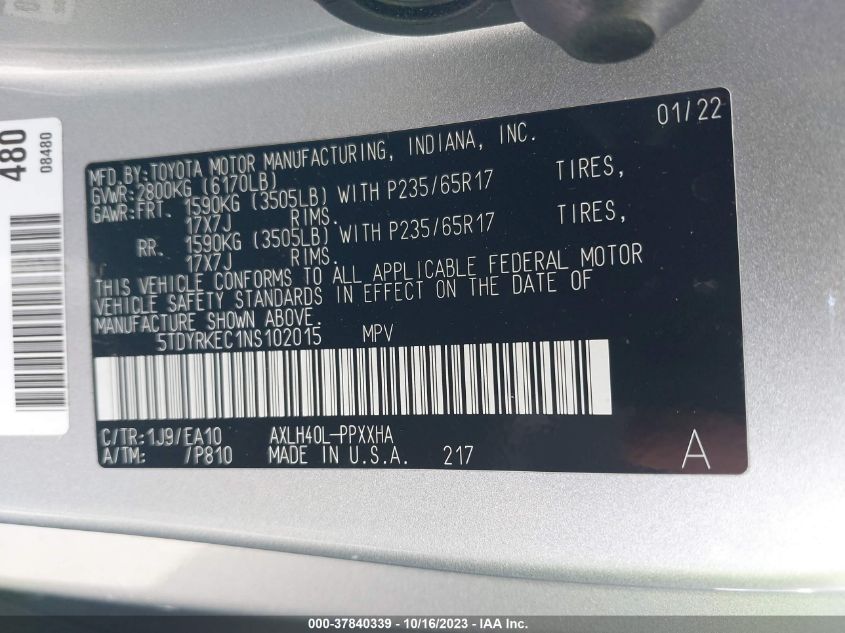 480
08480
01/22
MFD.BY:TOYOTA MOTOR MANUFACTURING, INDIANA, INC.
GVWR:2800KG (6170LB)
GAWR:FRT. 1590KG (3505LB) WITH P235/65R17 TIRES,
17X7J RIMS.
RR. 1590KG (3505LB) WITH P235/65R17 TIRES,
17X7J RIMS.
THIS VEHICLE CONFORMS TO ALL APPLICABLE FEDERAL MOTOR
VEHICLE SAFETY STANDARDS IN EFFECT ON THE DATE OF
MANUFACTURE SHOWN ABOVE.
5TDYRKEC1NS102015 MPV
C/TR:1J9/EA10 AXLH40L-PPXXHA
A/TM: /P810 MADE IN U.S.A. 217
A
000-37840339 - 10/16/2023 - IAA Inc.